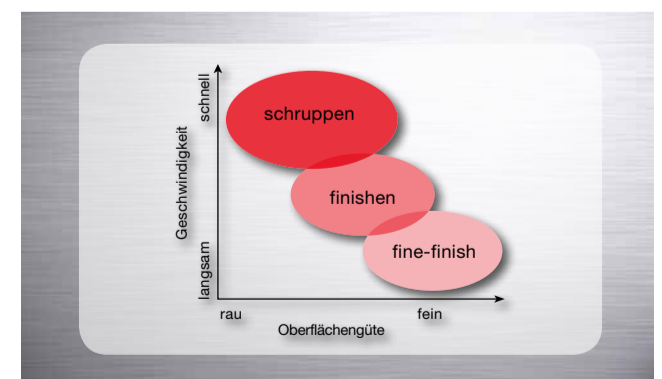 schnell
Geschwindigkeit
langsam
schruppen
finishen
fine-finish
rau
fein
Oberflächengüte